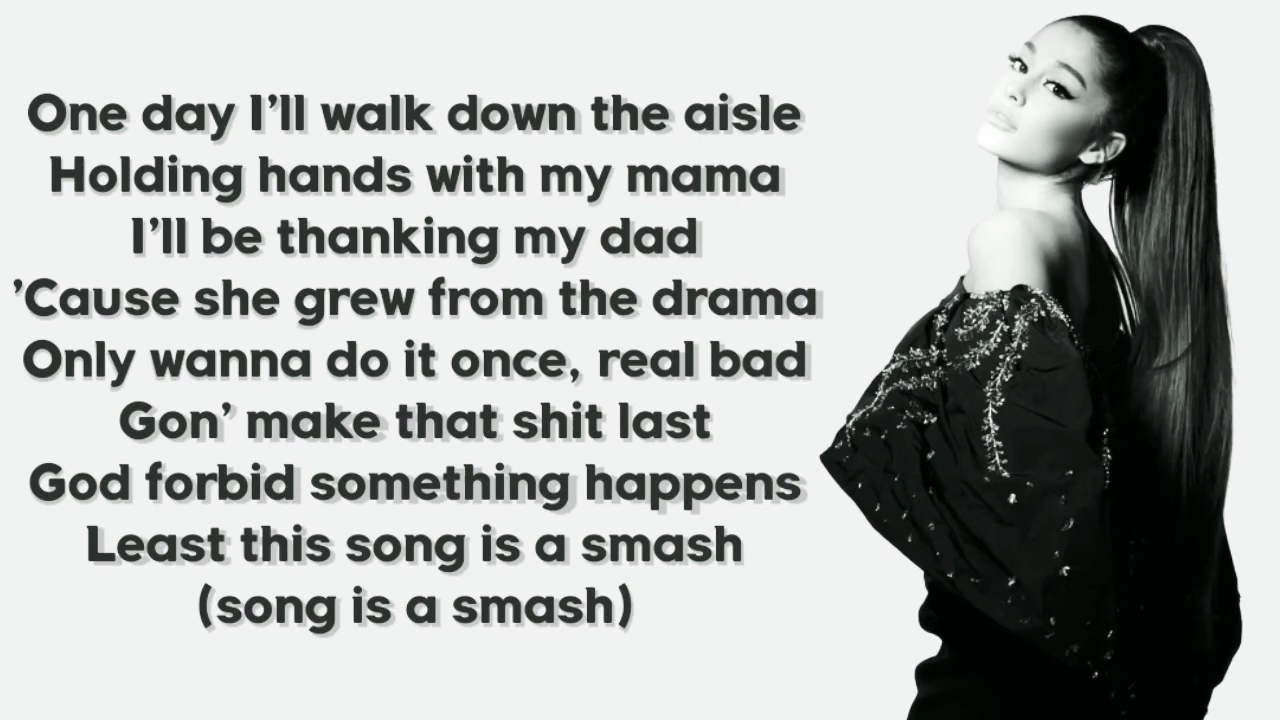 One day I’ll walk down the aisle
Holding hands with my mama
I’ll be thanking my dad
’Cause she grew from the drama
Only wanna do it once, real bad
Gon’ make that shit last
God forbid something happens
Least this song is a smash
(song is a smash)